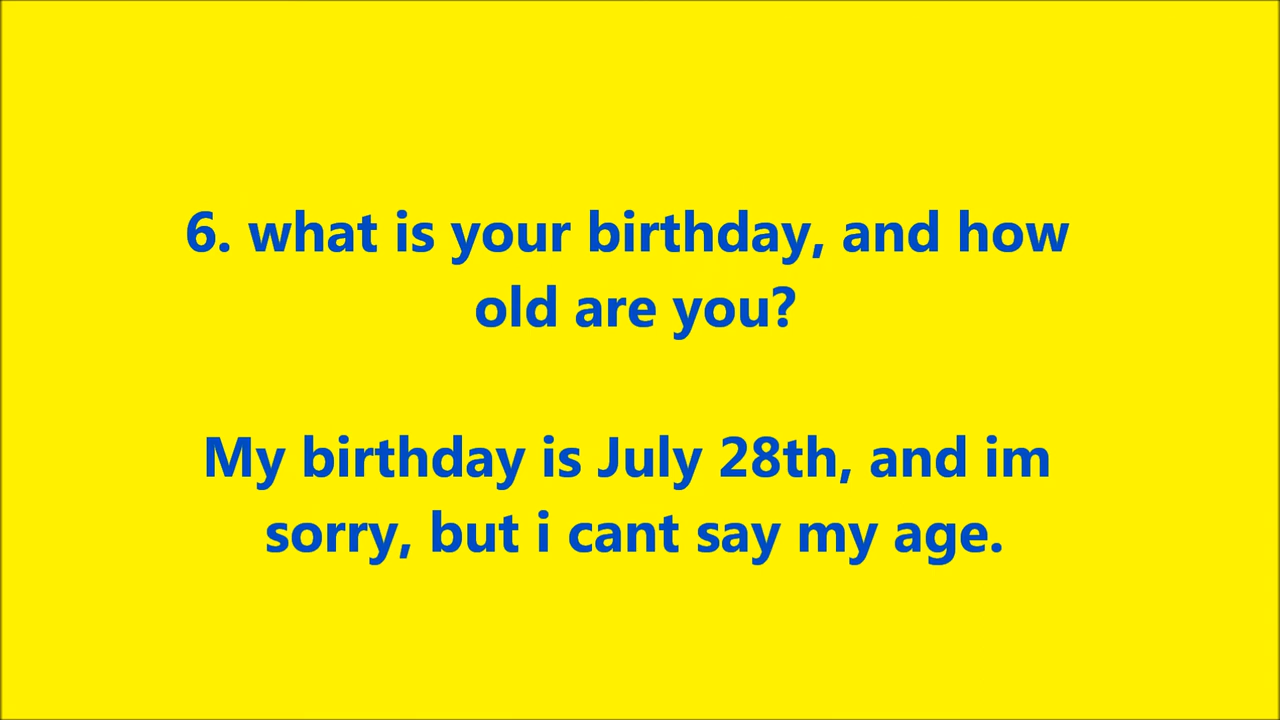 6. what is your birthday, and how
old are you?
My birthday is July 28th, and im
sorry, but i cant say my age.